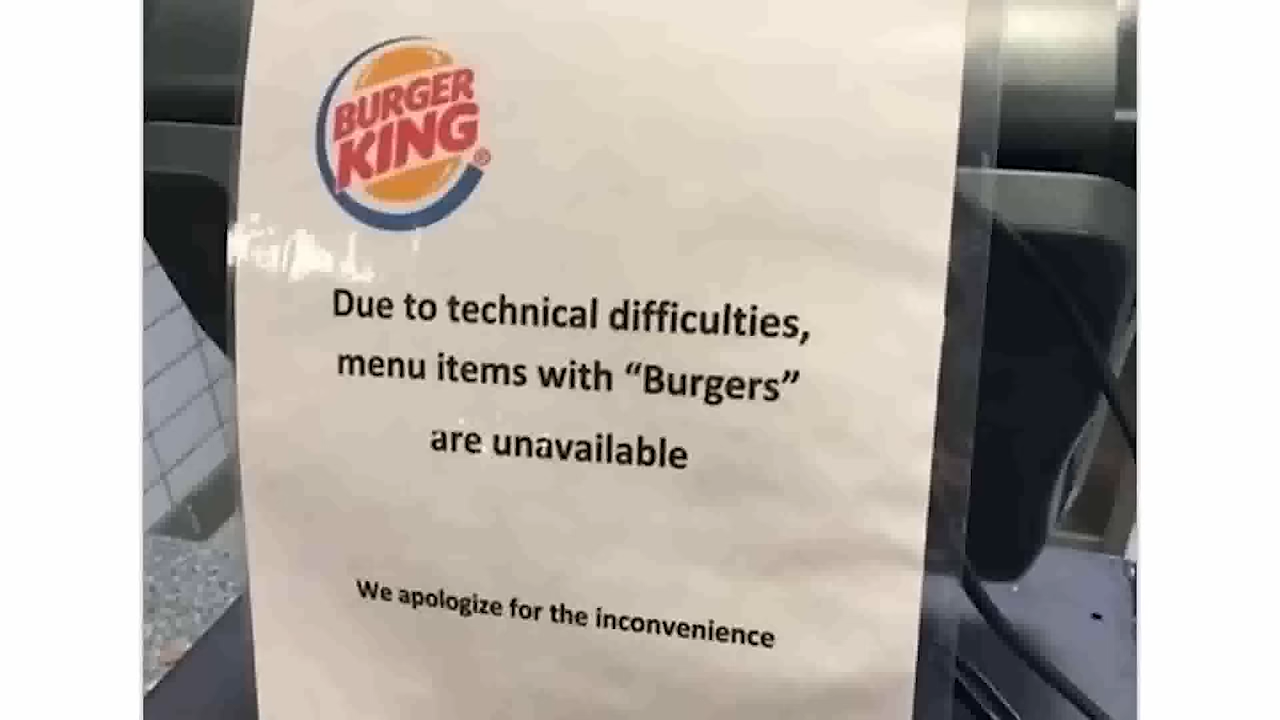 BURGER
KING®
Due to technical difficulties,
menu items with “Burgers”
are unavailable
We apologize for the inconvenience